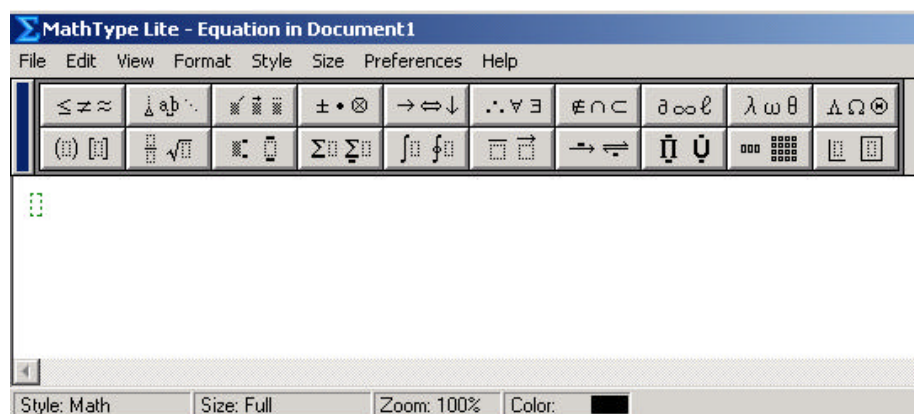 MathType Lite - Equation in Document1
File Edit View Format Style Size Preferences Help
≤ ≠ ≈ a b ⋱ ± • ⊗ → ⇔ ↓ ∴ ∀ ∃ ∉ ∩ ⊂ ∂ ∞ ℓ λ ω θ Λ Ω Θ
( ) [ ] √ Σ Σ ∫ ∮ → ⇌ Π U
Style: Math Size: Full Zoom: 100% Color: